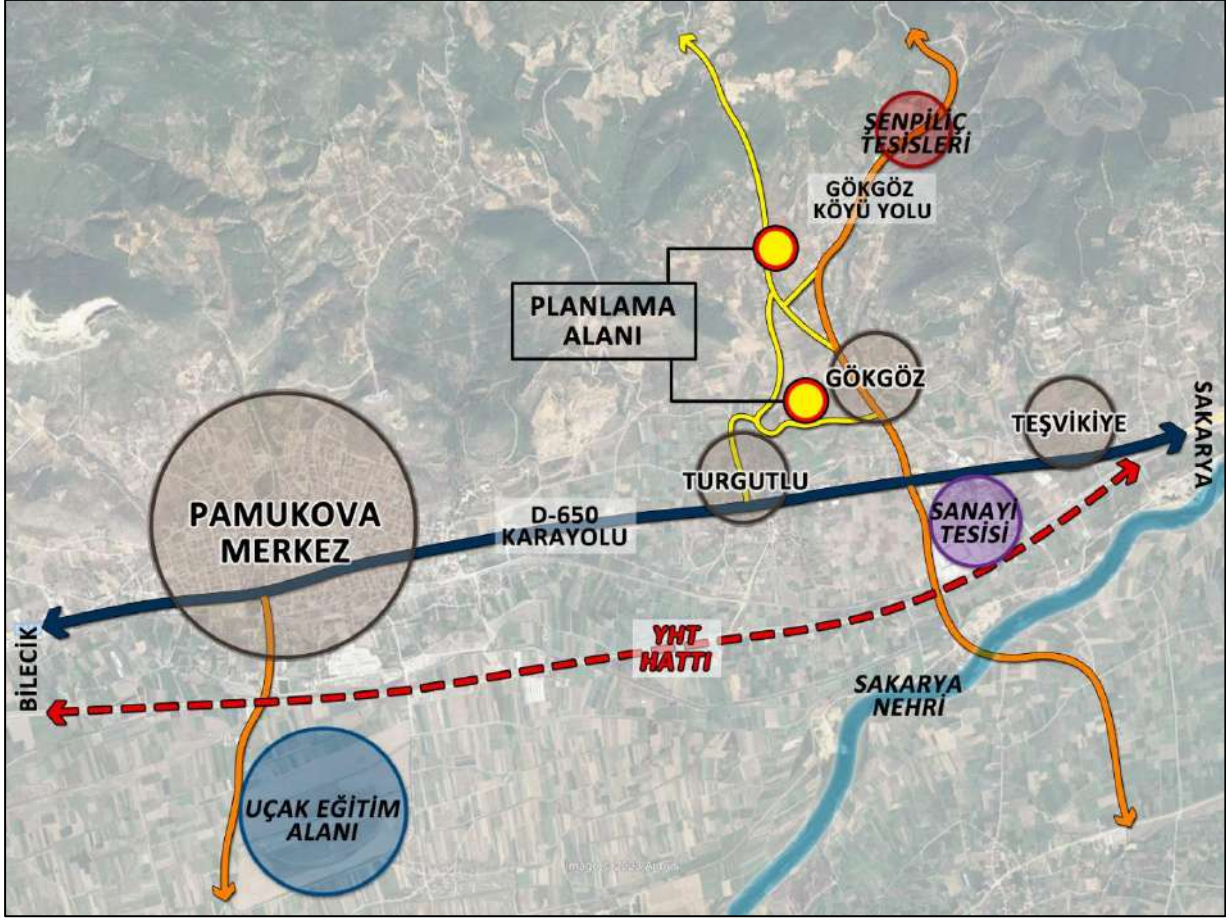 ŞENPİLİÇ
TESİSLERİ
GÖKGÖZ
KÖYÜ YOLU
PLANLAMA
ALANI
GÖKGÖZ
TEŞVİKİYE
SAKARYA
TURGUTLU
PAMUKOVA
MERKEZ
D-650
KARAYOLU
SANAYİ
TESİSİ
BİLECİK
YHT
HATTI
SAKARYA
NEHRİ
UÇAK EĞİTİM
ALANI